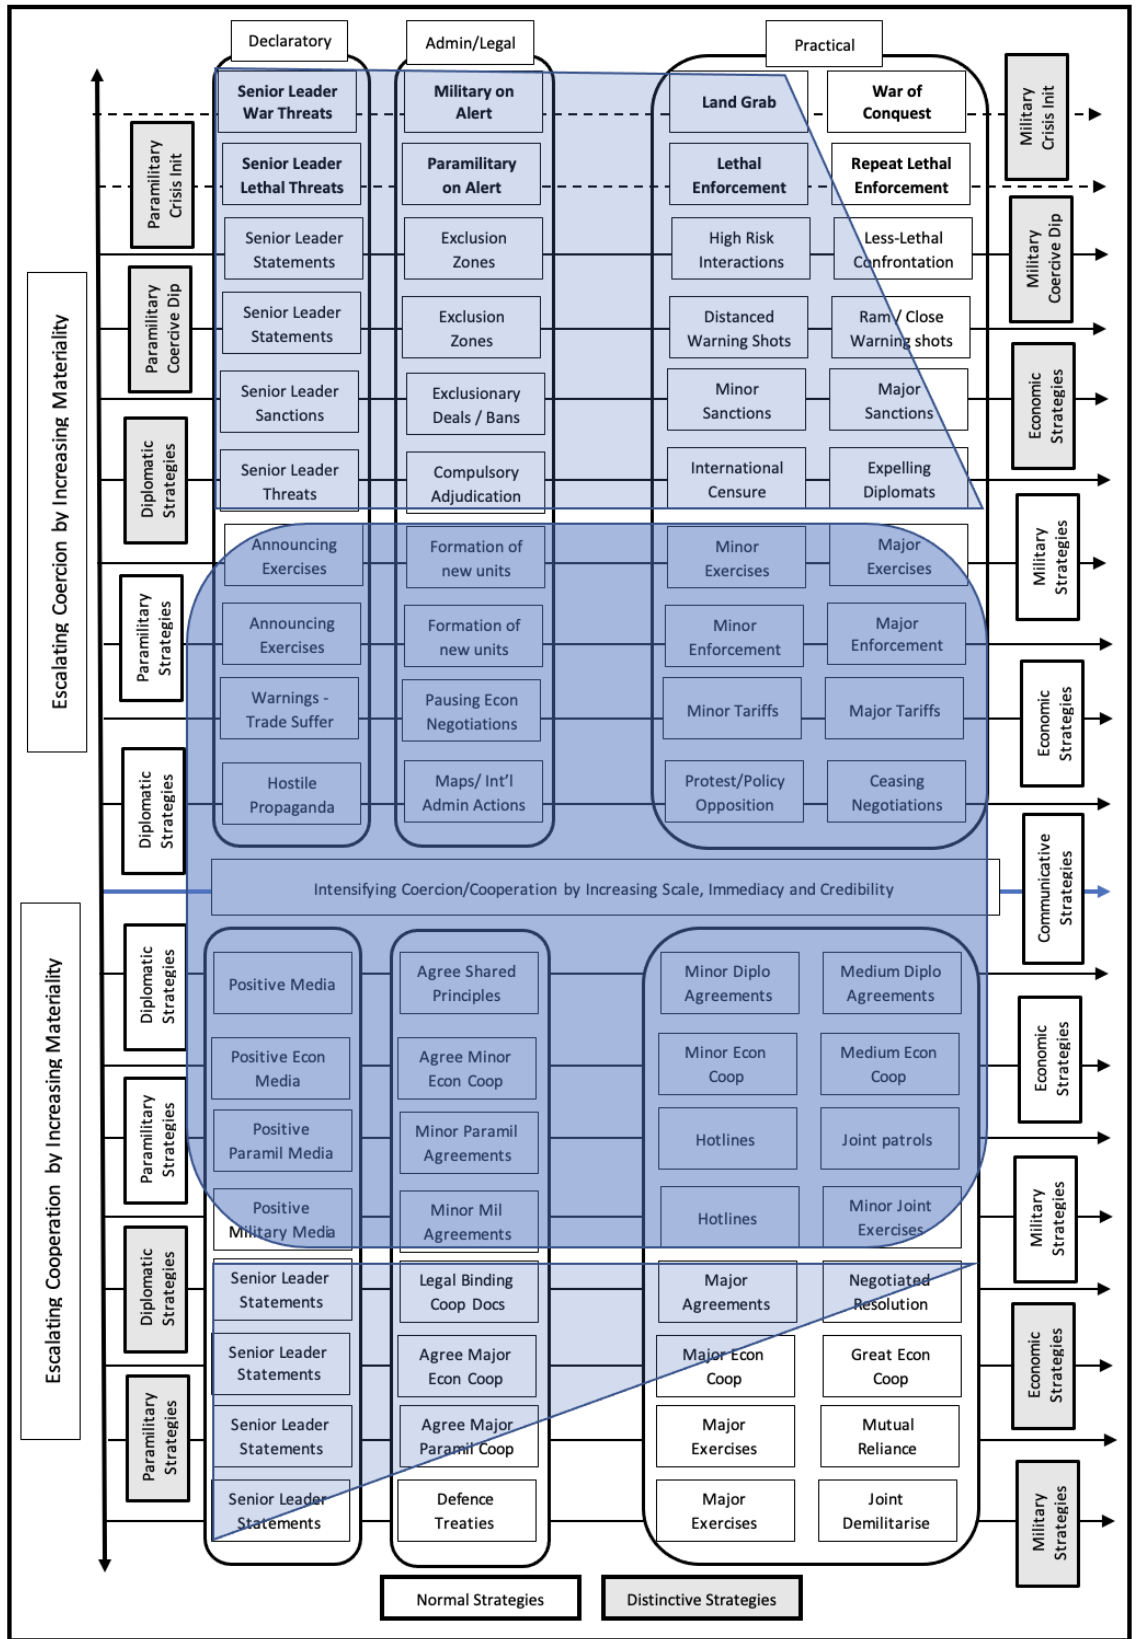 Declaratory
Admin/Legal
Practical
Escalating Coercion by Increasing Materiality
Escalating Cooperation by Increasing Materiality
Paramilitary
Crisis Init
Paramilitary
Coercive Dip
Diplomatic
Strategies
Paramilitary
Strategies
Diplomatic
Strategies
Diplomatic
Strategies
Paramilitary
Strategies
Diplomatic
Strategies
Paramilitary
Strategies
Senior Leader
War Threats
Military on
Alert
Land Grab
War of
Conquest
Senior Leader
Lethal Threats
Paramilitary
on Alert
Lethal
Enforcement
Repeat Lethal
Enforcement
Senior Leader
Statements
Exclusion
Zones
High Risk
Interactions
Less-Lethal
Confrontation
Senior Leader
Statements
Exclusion
Zones
Distanced
Warning Shots
Ram / Close
Warning shots
Senior Leader
Sanctions
Exclusionary
Deals / Bans
Minor
Sanctions
Major
Sanctions
Senior Leader
Threats
Compulsory
Adjudication
International
Censure
Expelling
Diplomats
Announcing
Exercises
Formation of
new units
Minor
Exercises
Major
Exercises
Announcing
Exercises
Formation of
new units
Minor
Enforcement
Major
Enforcement
Warnings -
Trade Suffer
Pausing Econ
Negotiations
Minor Tariffs
Major Tariffs
Hostile
Propaganda
Maps/ Int’l
Admin Actions
Protest/Policy
Opposition
Ceasing
Negotiations
Intensifying Coercion/Cooperation by Increasing Scale, Immediacy and Credibility
Positive Media
Agree Shared
Principles
Minor Diplo
Agreements
Medium Diplo
Agreements
Positive Econ
Media
Agree Minor
Econ Coop
Minor Econ
Coop
Medium Econ
Coop
Positive
Paramil Media
Minor Paramil
Agreements
Hotlines
Joint patrols
Positive
Military Media
Minor Mil
Agreements
Hotlines
Minor Joint
Exercises
Senior Leader
Statements
Legal Binding
Coop Docs
Major
Agreements
Negotiated
Resolution
Senior Leader
Statements
Agree Major
Econ Coop
Major Econ
Coop
Great Econ
Coop
Senior Leader
Statements
Agree Major
Paramil Coop
Major
Exercises
Mutual
Reliance
Senior Leader
Statements
Defence
Treaties
Major
Exercises
Joint
Demilitarise
Military
Crisis Init
Military
Coercive Dip
Economic
Strategies
Military
Strategies
Economic
Strategies
Communicative
Strategies
Economic
Strategies
Military
Strategies
Economic
Strategies
Military
Strategies
Normal Strategies
Distinctive Strategies